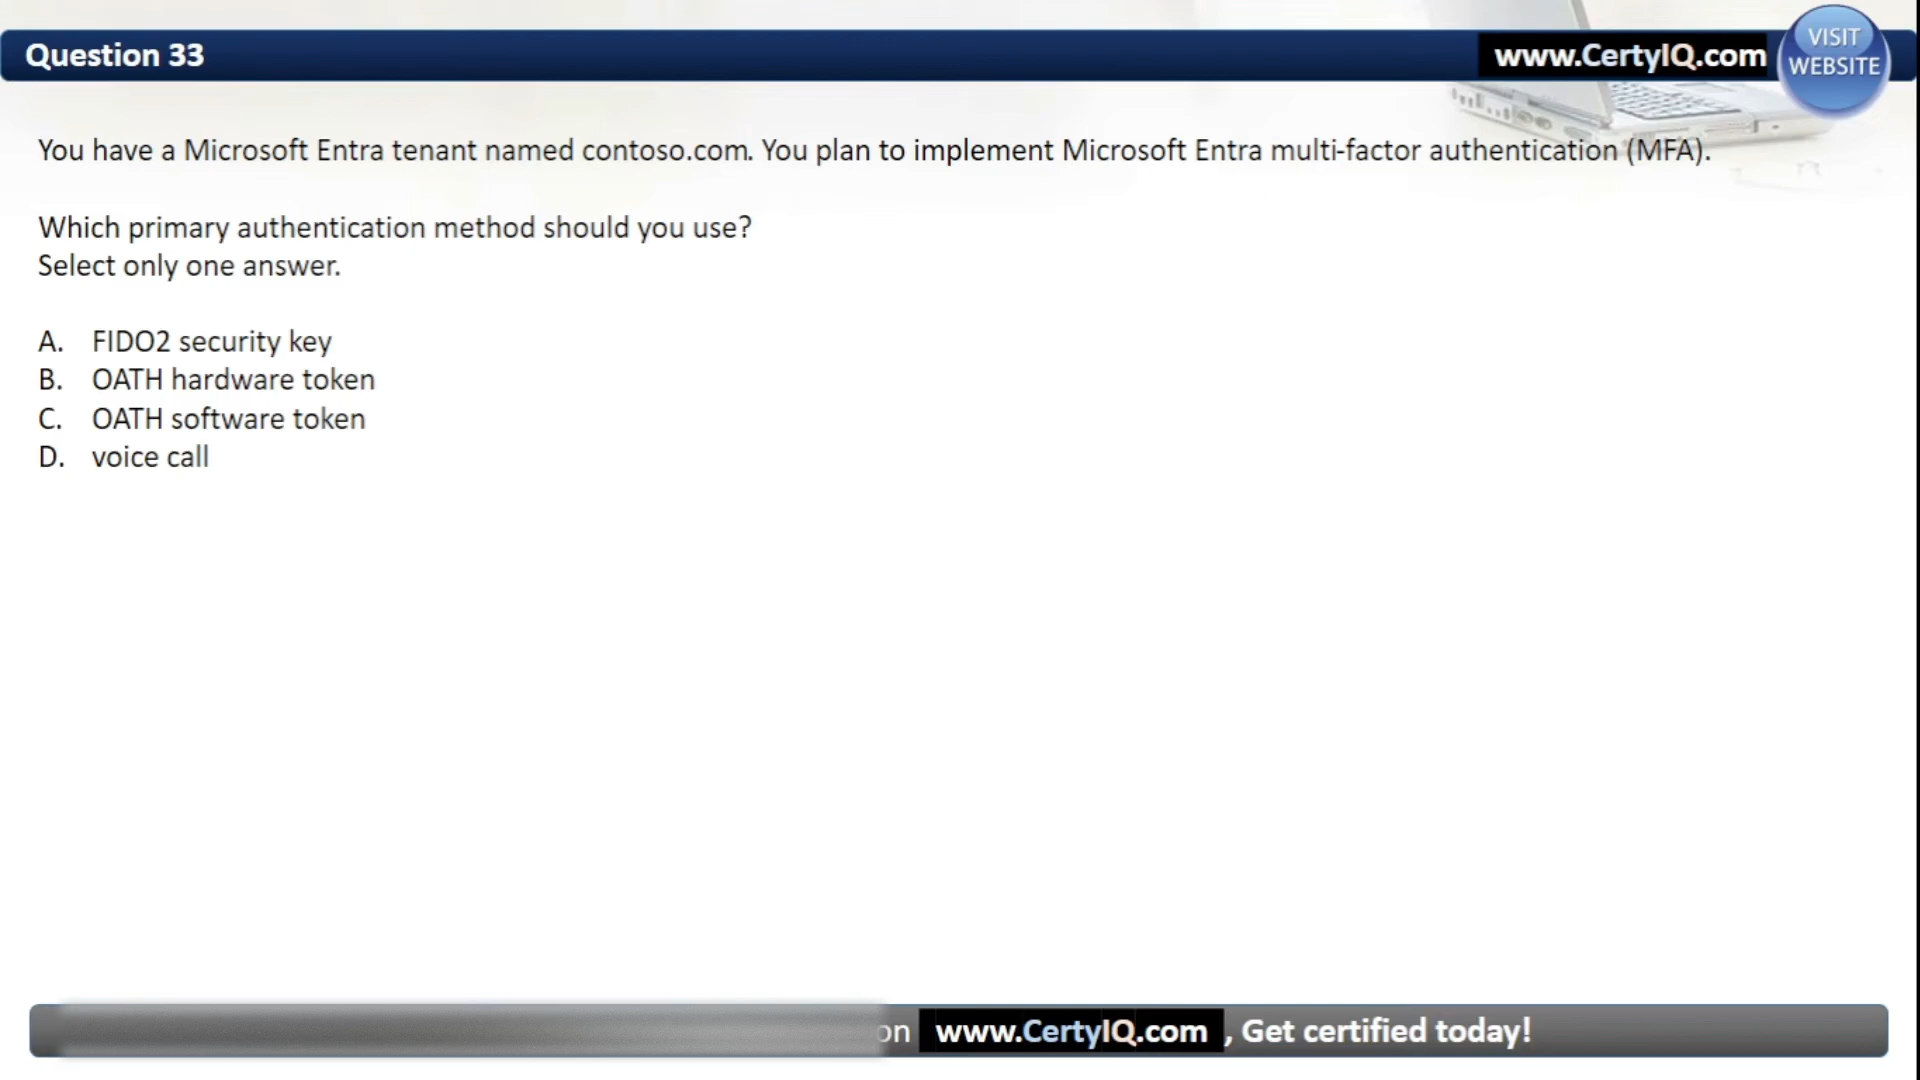 Question 33
www.CertyIQ.com
VISIT
WEBSITE
You have a Microsoft Entra tenant named contoso.com. You plan to implement Microsoft Entra multi-factor authentication (MFA).
Which primary authentication method should you use?
Select only one answer.
A. FIDO2 security key
B. OATH hardware token
C. OATH software token
D. voice call
on www.CertyIQ.com , Get certified today!